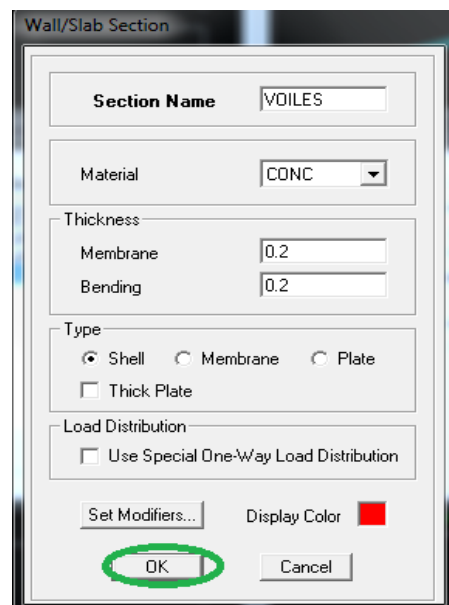 Wall/Slab Section
Section Name VOILES
Material CONC
Thickness
Membrane 0.2
Bending 0.2
Type
Shell Membrane Plate
Thick Plate
Load Distribution
Use Special One-Way Load Distribution
Set Modifiers... Display Color
OK Cancel